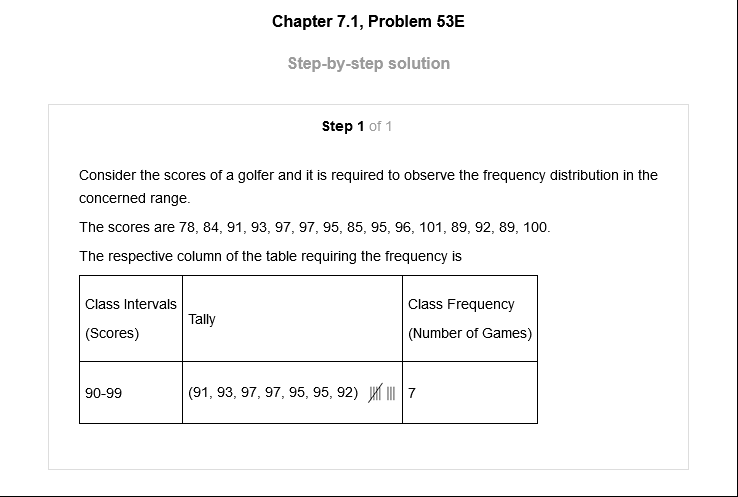 Chapter 7.1, Problem 53E
Step-by-step solution
Step 1 of 1
Consider the scores of a golfer and it is required to observe the frequency distribution in the
concerned range.
The scores are 78, 84, 91, 93, 97, 97, 95, 85, 95, 96, 101, 89, 92, 89, 100.
The respective column of the table requiring the frequency is
Class Intervals
(Scores)
Tally
Class Frequency
(Number of Games)
90-99
(91, 93, 97, 97, 95, 95, 92)
7